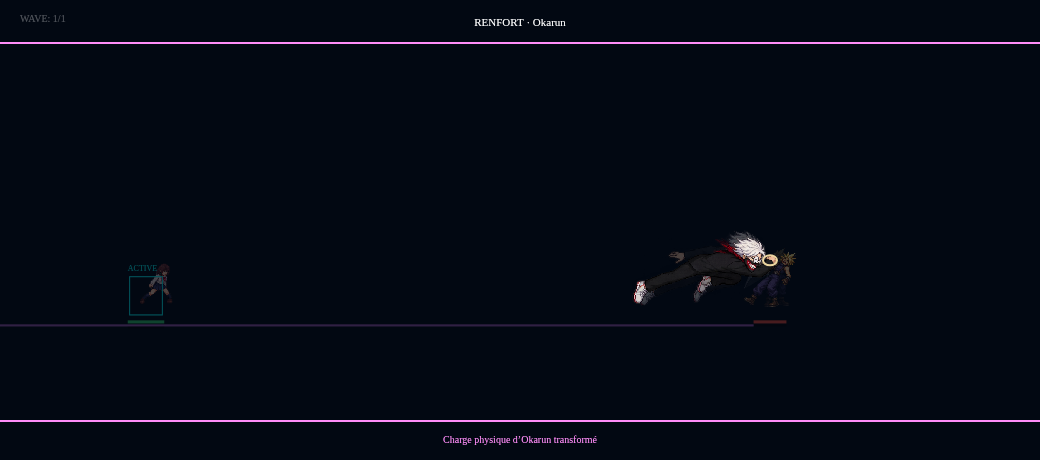 WAVE: 1/1
RENFORT · Okarun
ACTIVE
Charge physique d’Okarun transformé